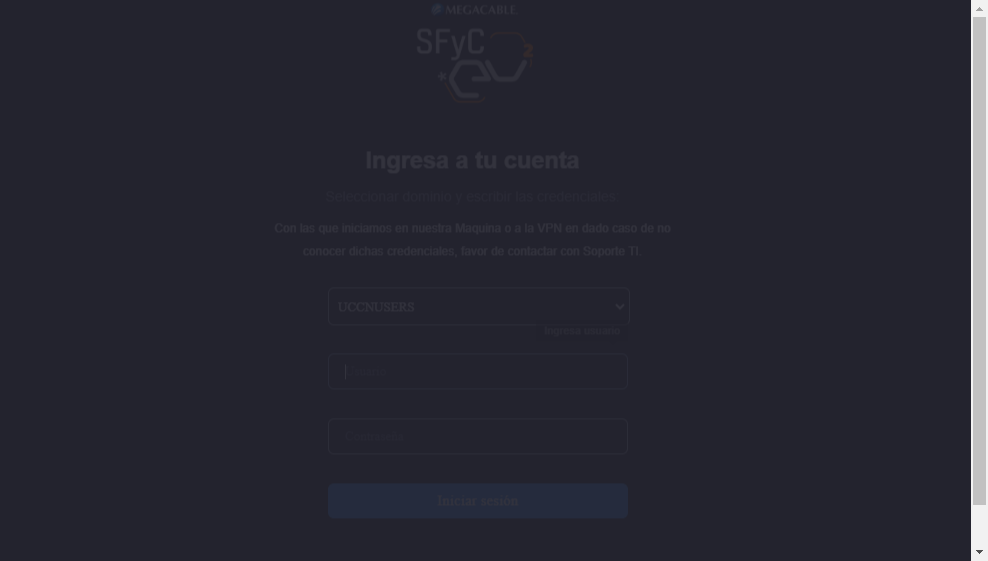 MEGACABLE
SFyC
2
Ingresa a tu cuenta
Seleccionar dominio y escribir las credenciales
Con las que iniciamos en nuestra Maquina o a la VPN en dado caso de no
conocer dichas credenciales, favor de contactar con Soporte TI.
UCCNUSERS
Ingresa usuario
Usuario
Contraseña
Iniciar sesión